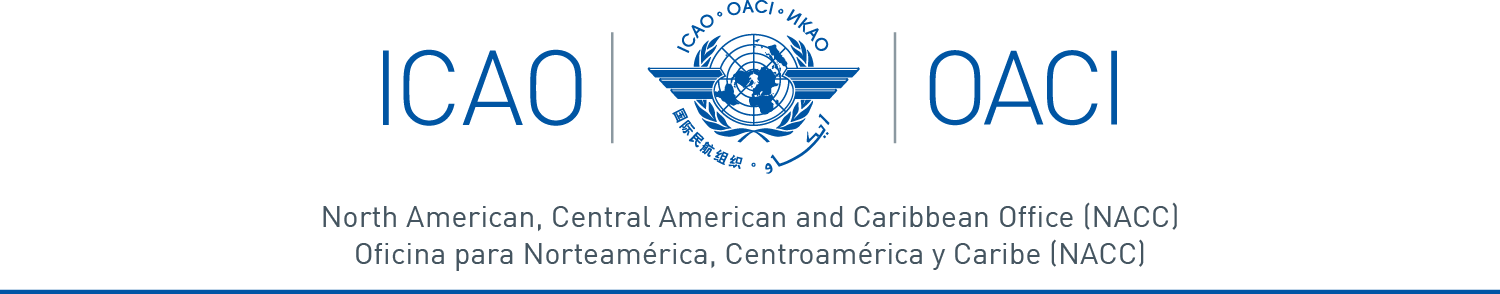 ICAO
ICAO • OACI • ИКАО
国际民航组织 • ايكاو
OACI
North American, Central American and Caribbean Office (NACC)
Oficina para Norteamérica, Centroamérica y Caribe (NACC)